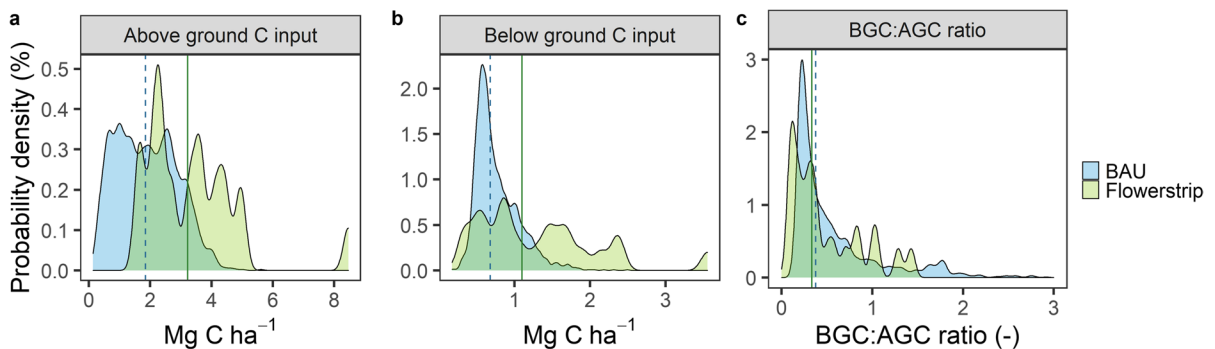 a
Above ground C input
Probability density (%)
0.5
0.4
0.3
0.2
0.1
0.0
0 2 4 6 8
Mg C ha⁻¹
b
Below ground C input
2.0
1.5
1.0
0.5
0.0
1 2 3
Mg C ha⁻¹
c
BGC:AGC ratio
3
2
1
0
0 1 2 3
BGC:AGC ratio (-)
BAU
Flowerstrip